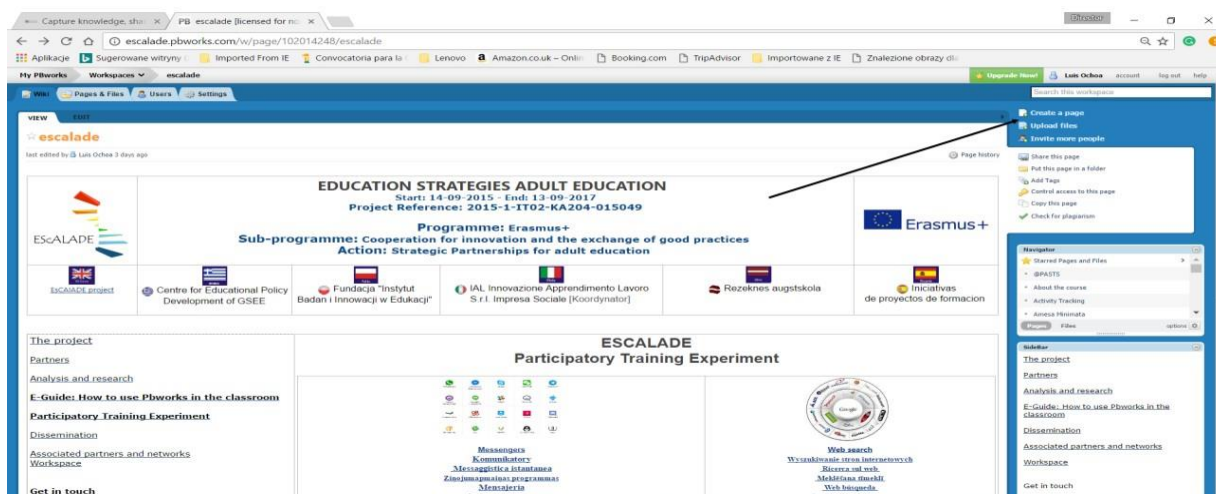 Capture knowledge, sha
PB escalade [licensed for no
Director
escalade.pbworks.com/w/page/102014248/escalade
Aplikacje
Sugerowane witryny
Imported From IE
Convocatoria para la
Lenovo
Amazon.co.uk – Onli
Booking.com
TripAdvisor
Importowane z IE
Znalezione obrazy dla
My PBworks Workspaces escalade
Upgrade Now! Luis Ochoa account log out help
Wiki Pages & Files Users Settings
Search this workspace
VIEW EDIT
escalade
last edited by Luis Ochoa 3 days ago
Page history
EDUCATION STRATEGIES ADULT EDUCATION
Start: 14-09-2015 - End: 13-09-2017
Project Reference: 2015-1-IT02-KA204-015049
Programme: Erasmus+
Sub-programme: Cooperation for innovation and the exchange of good practices
Action: Strategic Partnerships for adult education
EScALADE
Erasmus+
EsCAlADE project
Centre for Educational Policy
Development of GSEE
Fundacja "Instytut
Badan i Innowacji w Edukacji"
IAL Innovazione Apprendimento Lavoro
S.r.l. Impresa Sociale [Koordynator]
Rezeknes augstskola
Iniciativas
de proyectos de formacion
The project
Partners
Analysis and research
E-Guide: How to use Pbworks in the classroom
Participatory Training Experiment
Dissemination
Associated partners and networks
Workspace
Get in touch
ESCALADE
Participatory Training Experiment
Messengers
Komunikatory
Messaggistica istantanea
Ziņojumapmaiņas programmas
Mensajeria
Google
Web search
Wyszukiwanie stron internetowych
Ricerca sul web
Meklēšana tīmeklī
Web búsqueda
Create a page
Upload files
Invite more people
Share this page
Put this page in a folder
Add Tags
Control access to this page
Copy this page
Check for plagiarism
Navigator
Starred Pages and Files
@PASTS
About the course
Activity Tracking
Amesa Minimata
Pages Files options
SideBar
The project
Partners
Analysis and research
E-Guide: How to use Pbworks in the
classroom
Dissemination
Associated partners and networks
Workspace
Get in touch